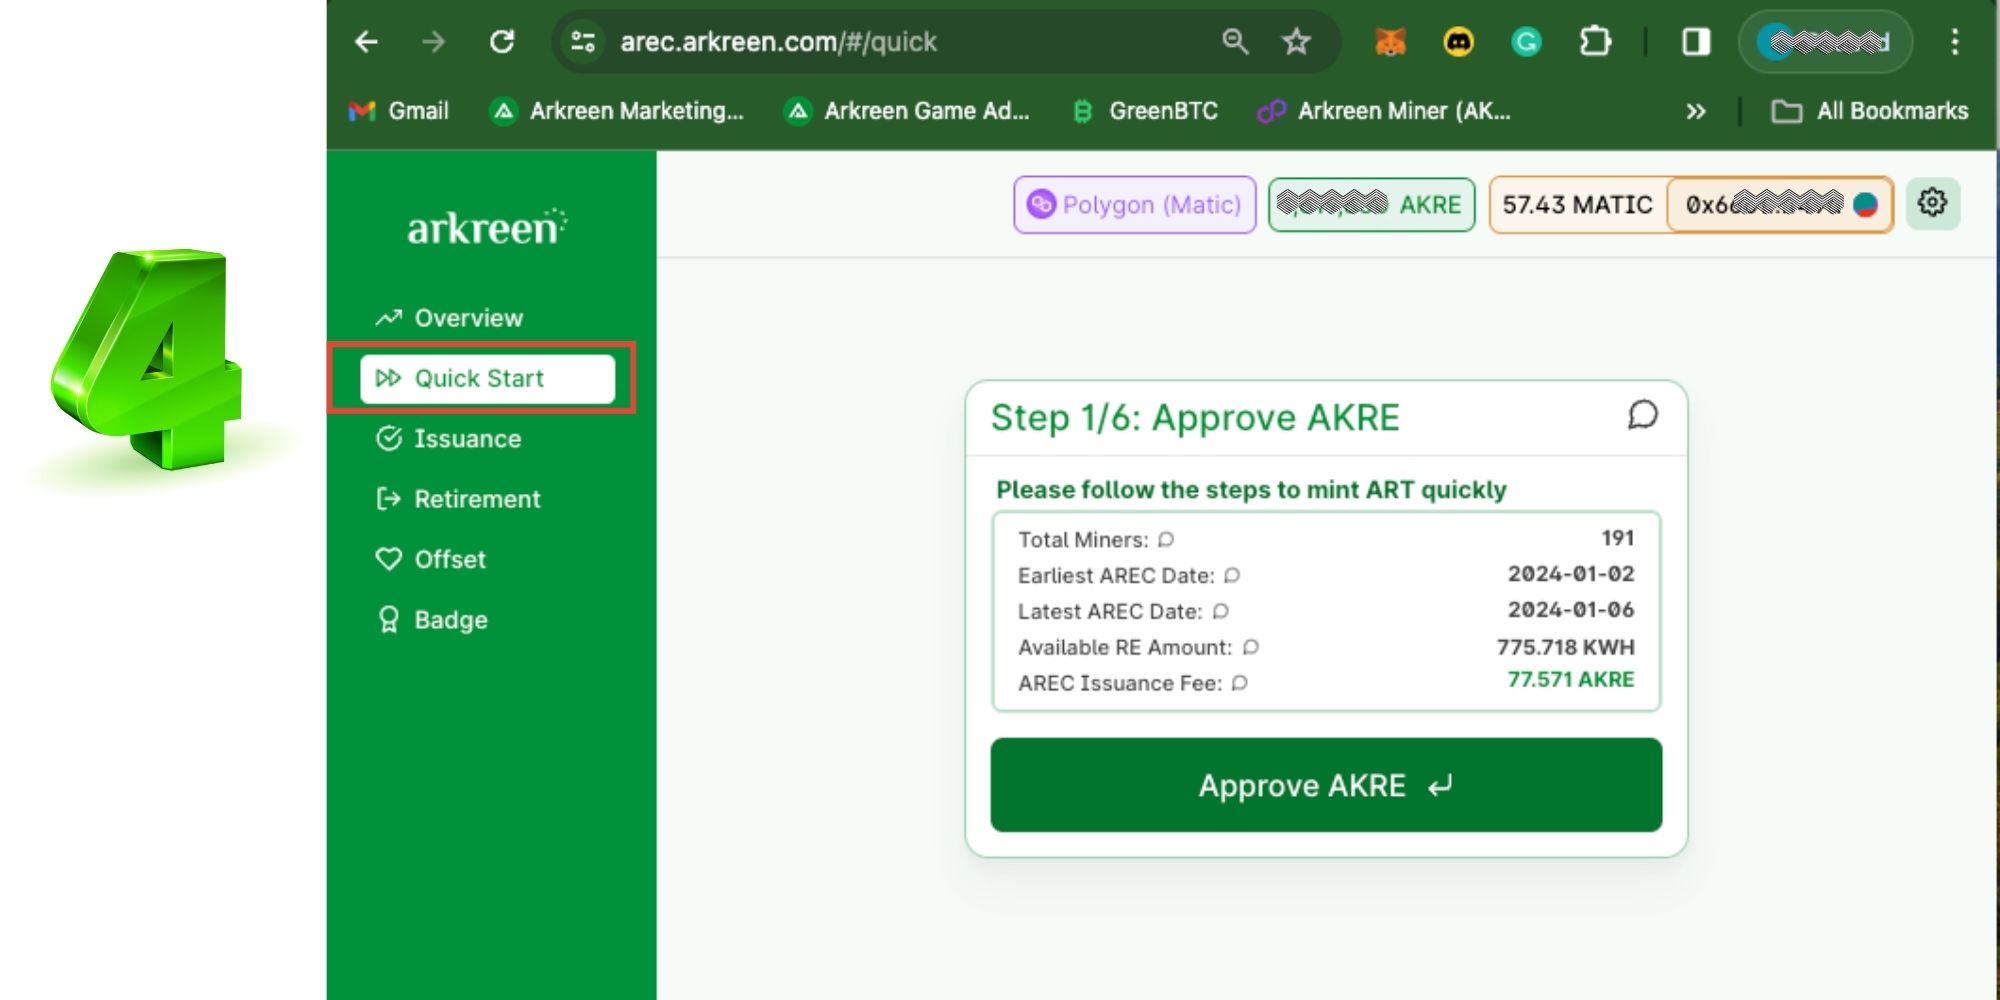 4
arec.arkreen.com/#/quick
Gmail
Arkreen Marketing...
Arkreen Game Ad...
GreenBTC
Arkreen Miner (AK...
All Bookmarks
arkreen
Polygon (Matic)
AKRE
57.43 MATIC
Overview
Quick Start
Issuance
Retirement
Offset
Badge
Step 1/6: Approve AKRE
Please follow the steps to mint ART quickly
Total Miners: 191
Earliest AREC Date: 2024-01-02
Latest AREC Date: 2024-01-06
Available RE Amount: 775.718 KWH
AREC Issuance Fee: 77.571 AKRE
Approve AKRE